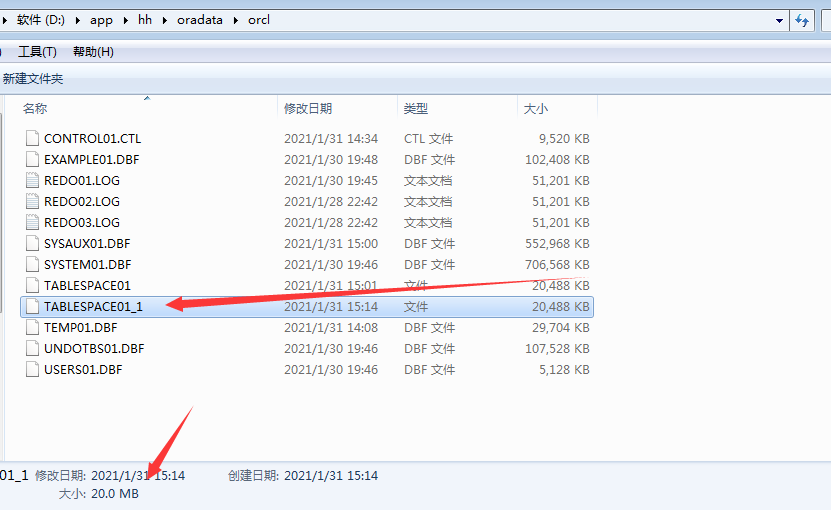 软件 (D:) ▸ app ▸ hh ▸ oradata ▸ orcl
) 工具(T) 帮助(H)
新建文件夹
名称 修改日期 类型 大小
CONTROL01.CTL 2021/1/31 14:34 CTL 文件 9,520 KB
EXAMPLE01.DBF 2021/1/30 19:48 DBF 文件 102,408 KB
REDO01.LOG 2021/1/30 19:45 文本文档 51,201 KB
REDO02.LOG 2021/1/28 22:42 文本文档 51,201 KB
REDO03.LOG 2021/1/28 22:42 文本文档 51,201 KB
SYSAUX01.DBF 2021/1/31 15:00 DBF 文件 552,968 KB
SYSTEM01.DBF 2021/1/30 19:46 DBF 文件 706,568 KB
TABLESPACE01 2021/1/31 15:01 文件 20,488 KB
TABLESPACE01_1 2021/1/31 15:14 文件 20,488 KB
TEMP01.DBF 2021/1/31 14:08 DBF 文件 29,704 KB
UNDOTBS01.DBF 2021/1/30 19:46 DBF 文件 107,528 KB
USERS01.DBF 2021/1/30 19:46 DBF 文件 5,128 KB
01_1 修改日期: 2021/1/31 15:14 创建日期: 2021/1/31 15:14
大小: 20.0 MB